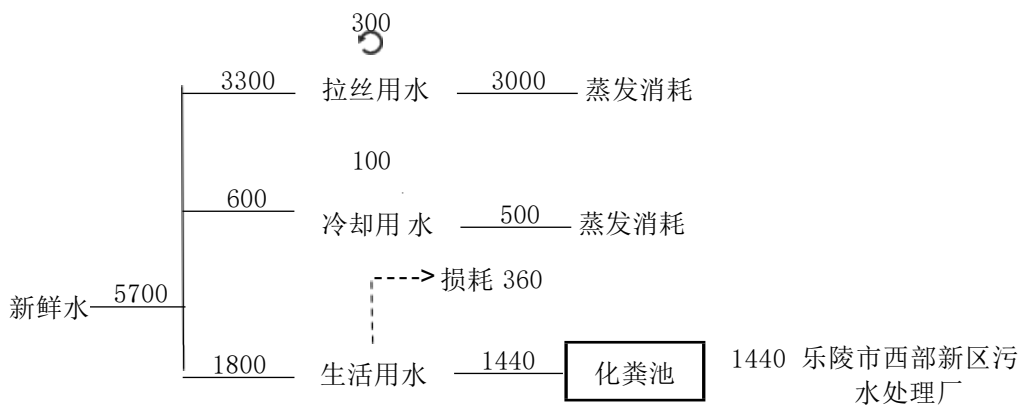 300
3300 拉丝用水 3000 蒸发消耗
100
600 冷却用水 500 蒸发消耗
损耗 360
新鲜水 5700
1800 生活用水 1440 化粪池 1440 乐陵市西部新区污
水处理厂